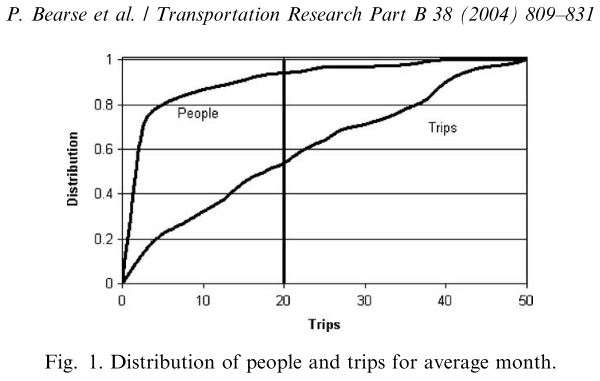 P. Bearse et al. / Transportation Research Part B 38 (2004) 809–831
1
0.8
0.6
0.4
0.2
0
Distribution
People
Trips
0 10 20 30 40 50
Trips
Fig. 1. Distribution of people and trips for average month.